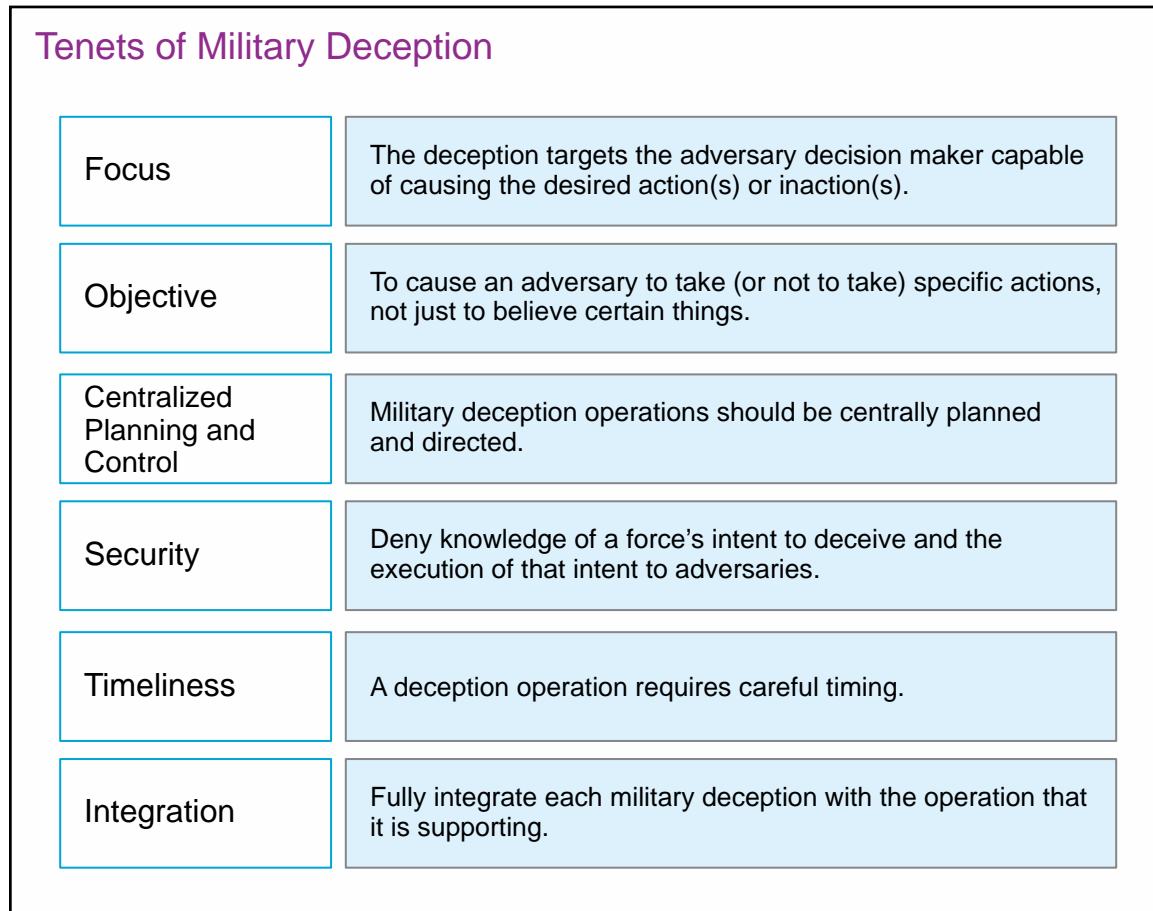 Tenets of Military Deception
Focus
The deception targets the adversary decision maker capable
of causing the desired action(s) or inaction(s).
Objective
To cause an adversary to take (or not to take) specific actions,
not just to believe certain things.
Centralized
Planning and
Control
Military deception operations should be centrally planned
and directed.
Security
Deny knowledge of a force’s intent to deceive and the
execution of that intent to adversaries.
Timeliness
A deception operation requires careful timing.
Integration
Fully integrate each military deception with the operation that
it is supporting.